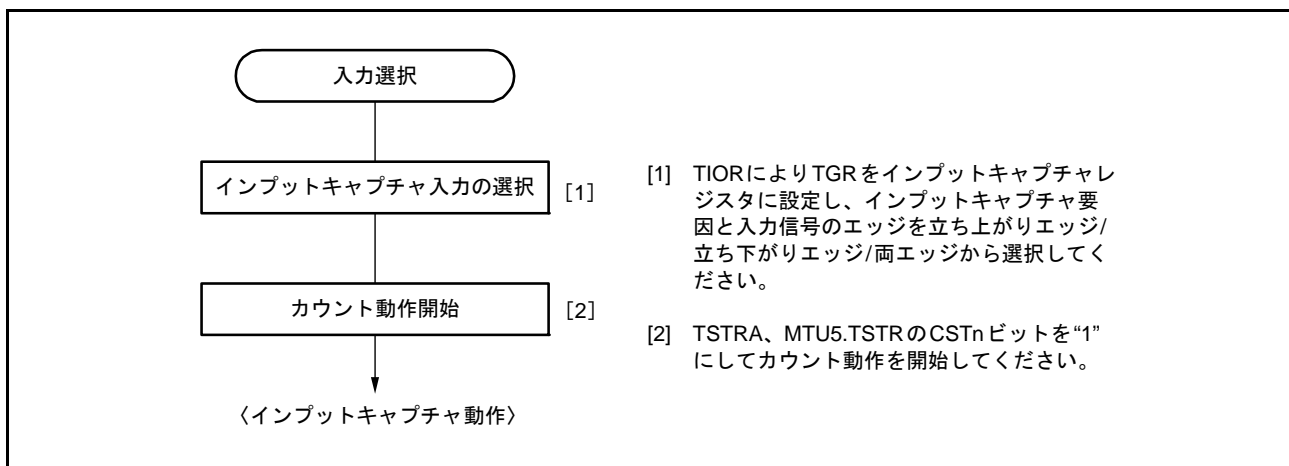 入力選択
インプットキャプチャ入力の選択
[1]
カウント動作開始
[2]
〈インプットキャプチャ動作〉
[1] TIORによりTGRをインプットキャプチャレ
ジスタに設定し、インプットキャプチャ要
因と入力信号のエッジを立ち上がりエッジ/
立ち下がりエッジ/両エッジから選択してく
ださい。
[2] TSTRA、MTU5.TSTRのCSTnビットを“1”
にしてカウント動作を開始してください。